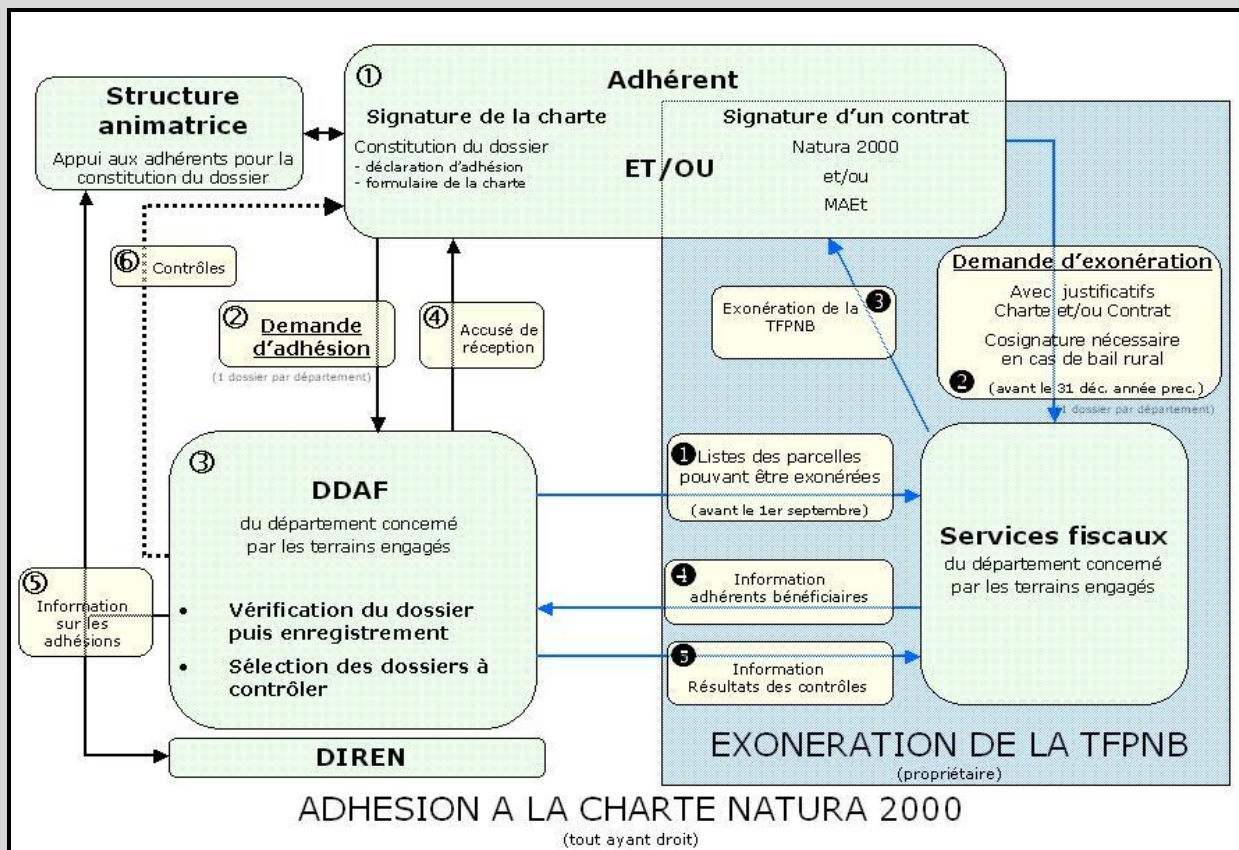 ①
Adhérent
Signature de la charte
Constitution du dossier
- déclaration d'adhésion
- formulaire de la charte
ET/OU
Signature d'un contrat
Natura 2000
et/ou
MAEt
Structure
animatrice
Appui aux adhérents pour la
constitution du dossier
⑥ Contrôles
②
Demande
d'adhésion
(1 dossier par département)
④ Accusé de
réception
Exonération de la
TFPNB
❸
Demande d'exonération
Avec justificatifs
Charte et/ou Contrat
Cosignature nécessaire
en cas de bail rural
❷ (avant le 31 déc. année prec.)
(1 dossier par département)
③
DDAF
du département concerné
par les terrains engagés
• Vérification du dossier
puis enregistrement
• Sélection des dossiers à
contrôler
❶ Listes des parcelles
pouvant être exonérées
(avant le 1er septembre)
❹ Information
adhérents bénéficiaires
❺ Information
Résultats des contrôles
Services fiscaux
du département concerné
par les terrains engagés
⑤
Information
sur les
adhésions
DIREN
EXONERATION DE LA TFPNB
(propriétaire)
ADHESION A LA CHARTE NATURA 2000
(tout ayant droit)